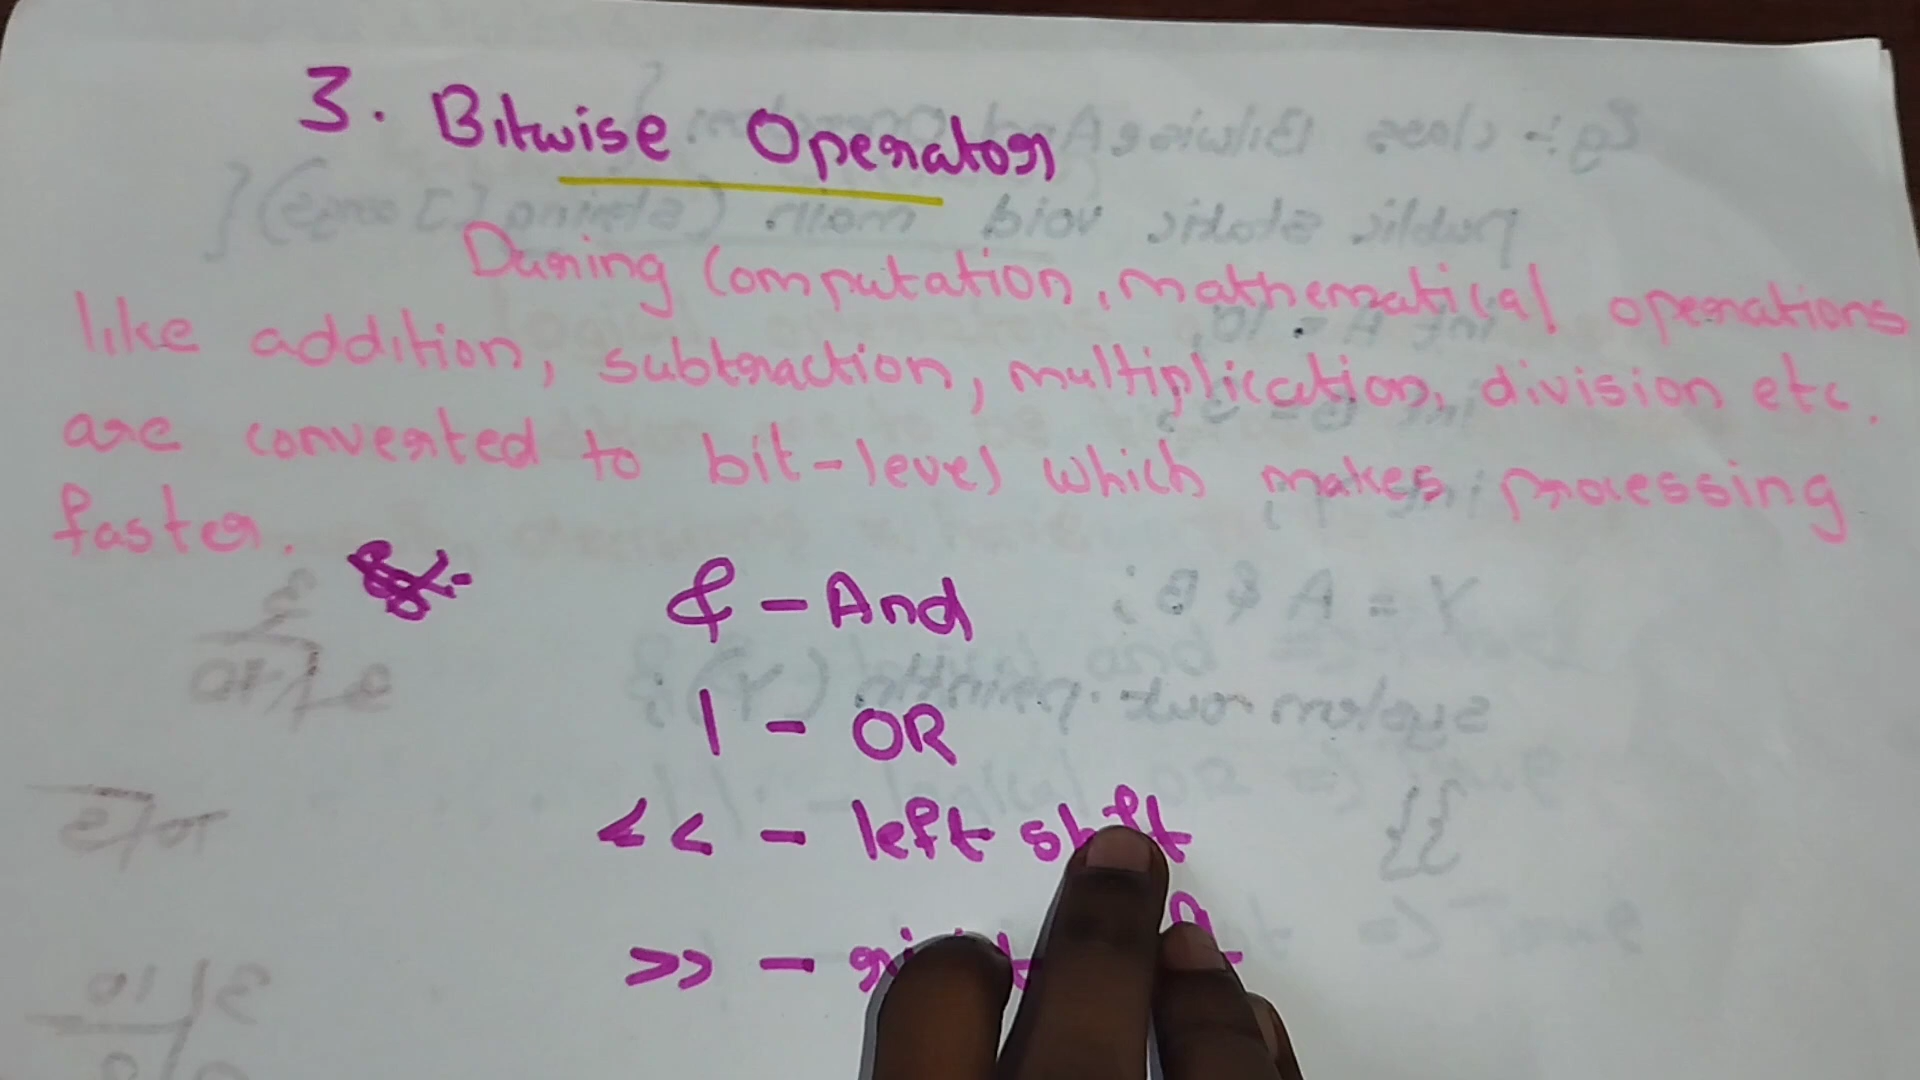 3. Bitwise Operator
During Computation, mathematical operations
like addition, subtraction, multiplication, division etc.
are converted to bit-level which makes processing
faster.
& - And
| - OR
<< - left shift
>> -